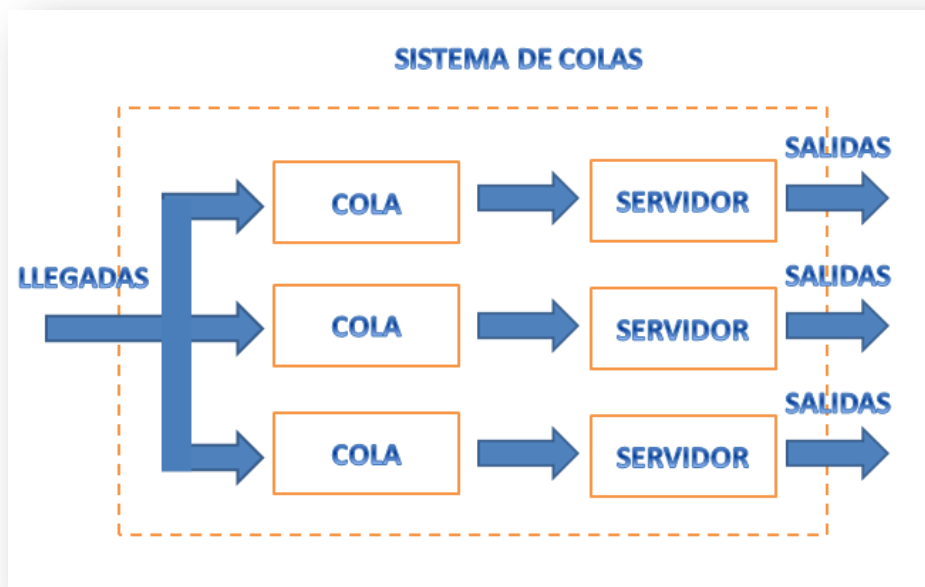 SISTEMA DE COLAS
SALIDAS
COLA
SERVIDOR
LLEGADAS
SALIDAS
COLA
SERVIDOR
SALIDAS
COLA
SERVIDOR